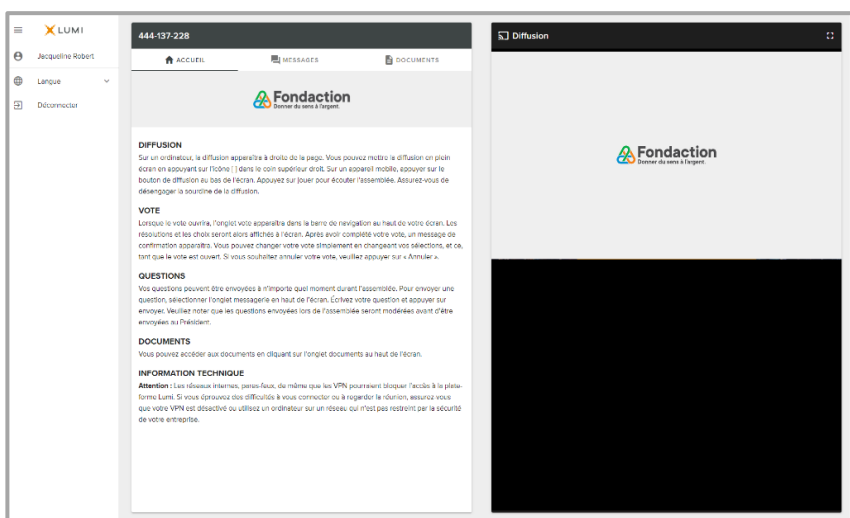 LUMI
Jacqueline Robert
Langue
Déconnecter
444-137-228
ACCUEIL
MESSAGES
DOCUMENTS
Fondaction
Donner du sens à l'argent.
DIFFUSION
Sur un ordinateur, la diffusion apparaîtra à droite de la page. Vous pouvez mettre la diffusion en plein
écran en appuyant sur l'icône [ ] dans le coin supérieur droit. Sur un appareil mobile, appuyer sur le
bouton de diffusion au bas de l'écran. Appuyez sur jouer pour écouter l'assemblée. Assurez-vous de
désengager la sourdine de la diffusion.
VOTE
Lorsque le vote ouvrira, l'onglet vote apparaîtra dans la barre de navigation au haut de votre écran. Les
résolutions et les choix seront alors affichés à l'écran. Après avoir complété votre vote, un message de
confirmation apparaîtra. Vous pouvez changer votre vote simplement en changeant vos sélections, et ce,
tant que le vote est ouvert. Si vous souhaitez annuler votre vote, veuillez appuyer sur « Annuler ».
QUESTIONS
Vos questions peuvent être envoyées à n'importe quel moment durant l'assemblée. Pour envoyer une
question, sélectionner l'onglet messagerie en haut de l'écran. Écrivez votre question et appuyer sur
envoyer. Veuillez noter que les questions envoyées lors de l'assemblée seront modérées avant d'être
envoyées au Président.
DOCUMENTS
Vous pouvez accéder aux documents en cliquant sur l'onglet documents au haut de l'écran.
INFORMATION TECHNIQUE
Attention : Les réseaux internes, pares-feux, de même que les VPN pourraient bloquer l'accès à la plate-
forme Lumi. Si vous éprouvez des difficultés à vous connecter ou à regarder la réunion, assurez-vous
que votre VPN est désactivé ou utilisez un ordinateur sur un réseau qui n'est pas restreint par la sécurité
de votre entreprise.
Diffusion
Fondaction
Donner du sens à l'argent.